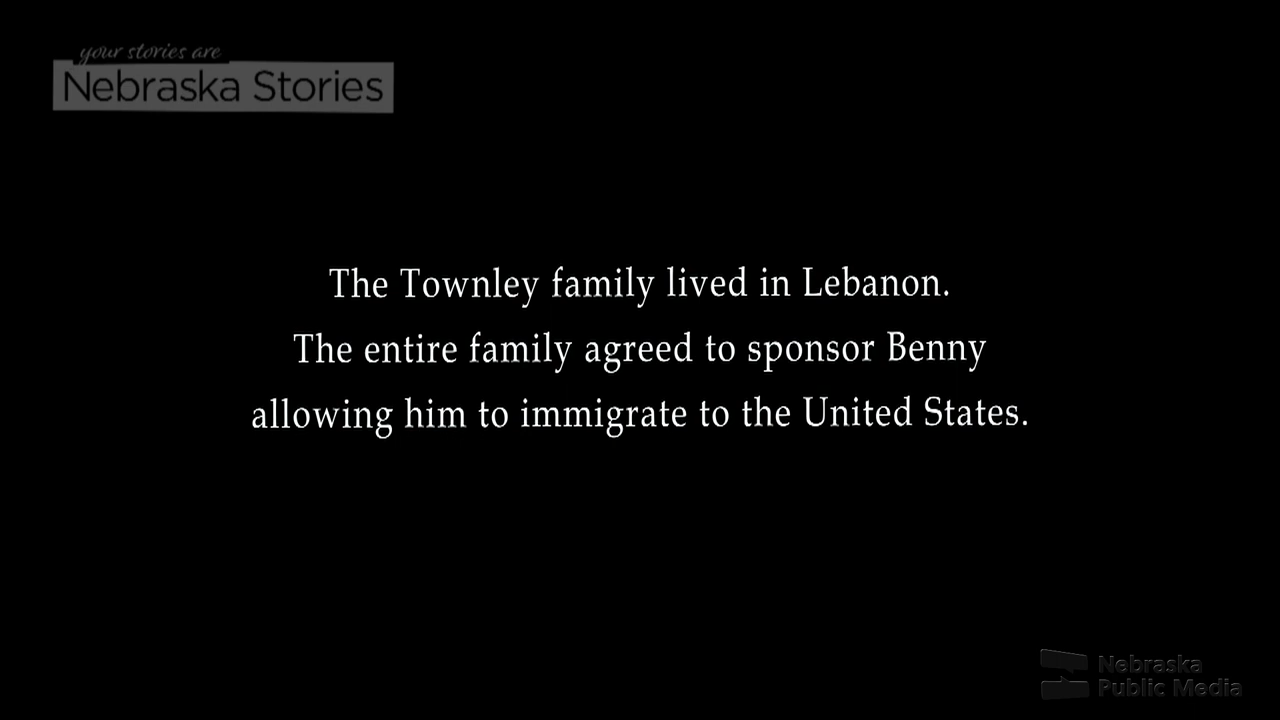 your stories are
Nebraska Stories
The Townley family lived in Lebanon.
The entire family agreed to sponsor Benny
allowing him to immigrate to the United States.
Nebraska
Public Media